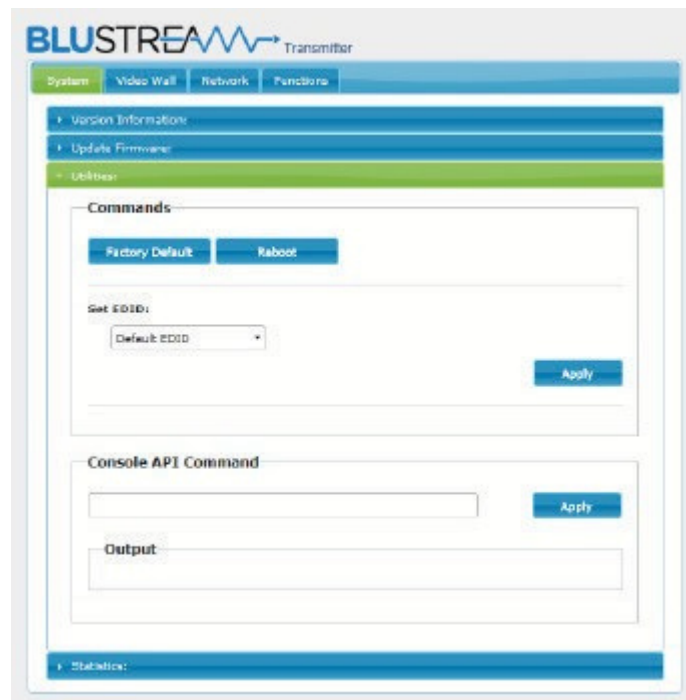 BLUSTREAM Transmitter
System Video Wall Network Functions
Version Information:
Update Firmware:
Utilities:
Commands
Factory Default Reboot
Set EDID:
Default EDID
Apply
Console API Command
Apply
Output
Statistics: